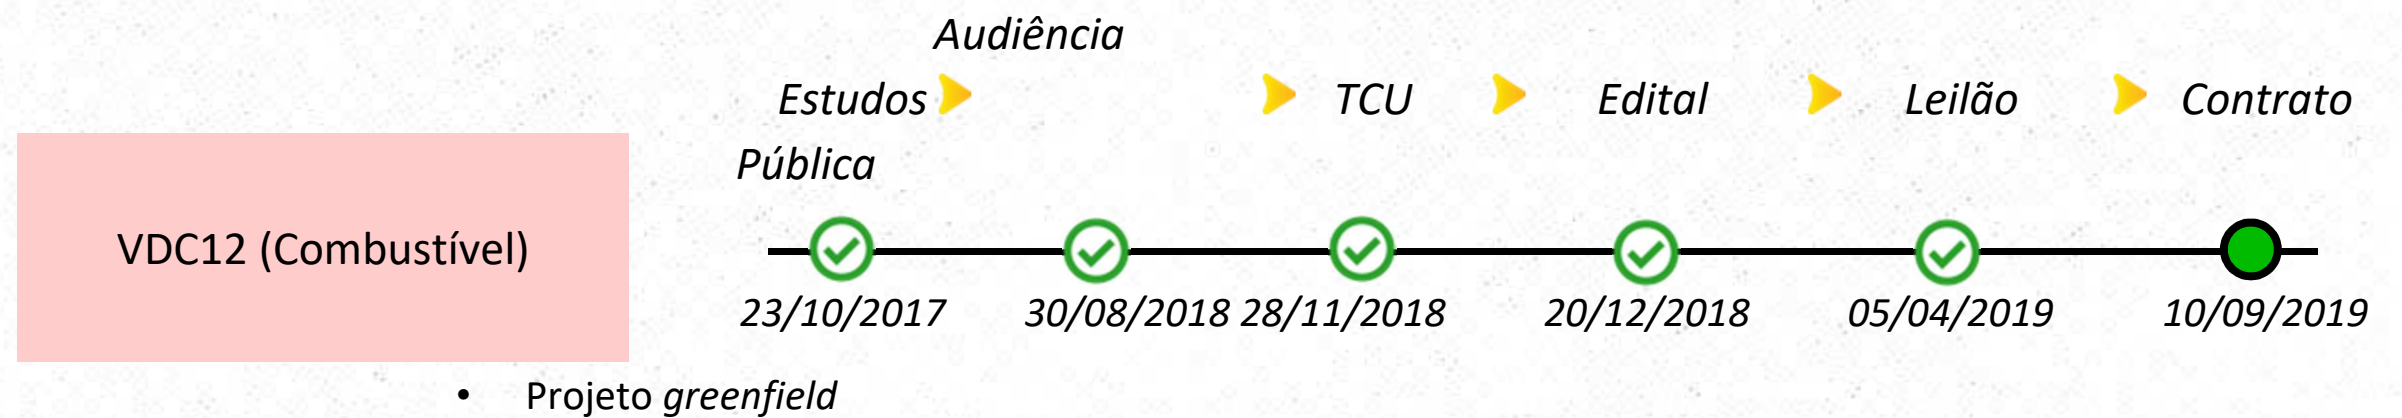 Audiência
Estudos TCU Edital Leilão Contrato
Pública
VDC12 (Combustível)
23/10/2017 30/08/2018 28/11/2018 20/12/2018 05/04/2019 10/09/2019
• Projeto greenfield